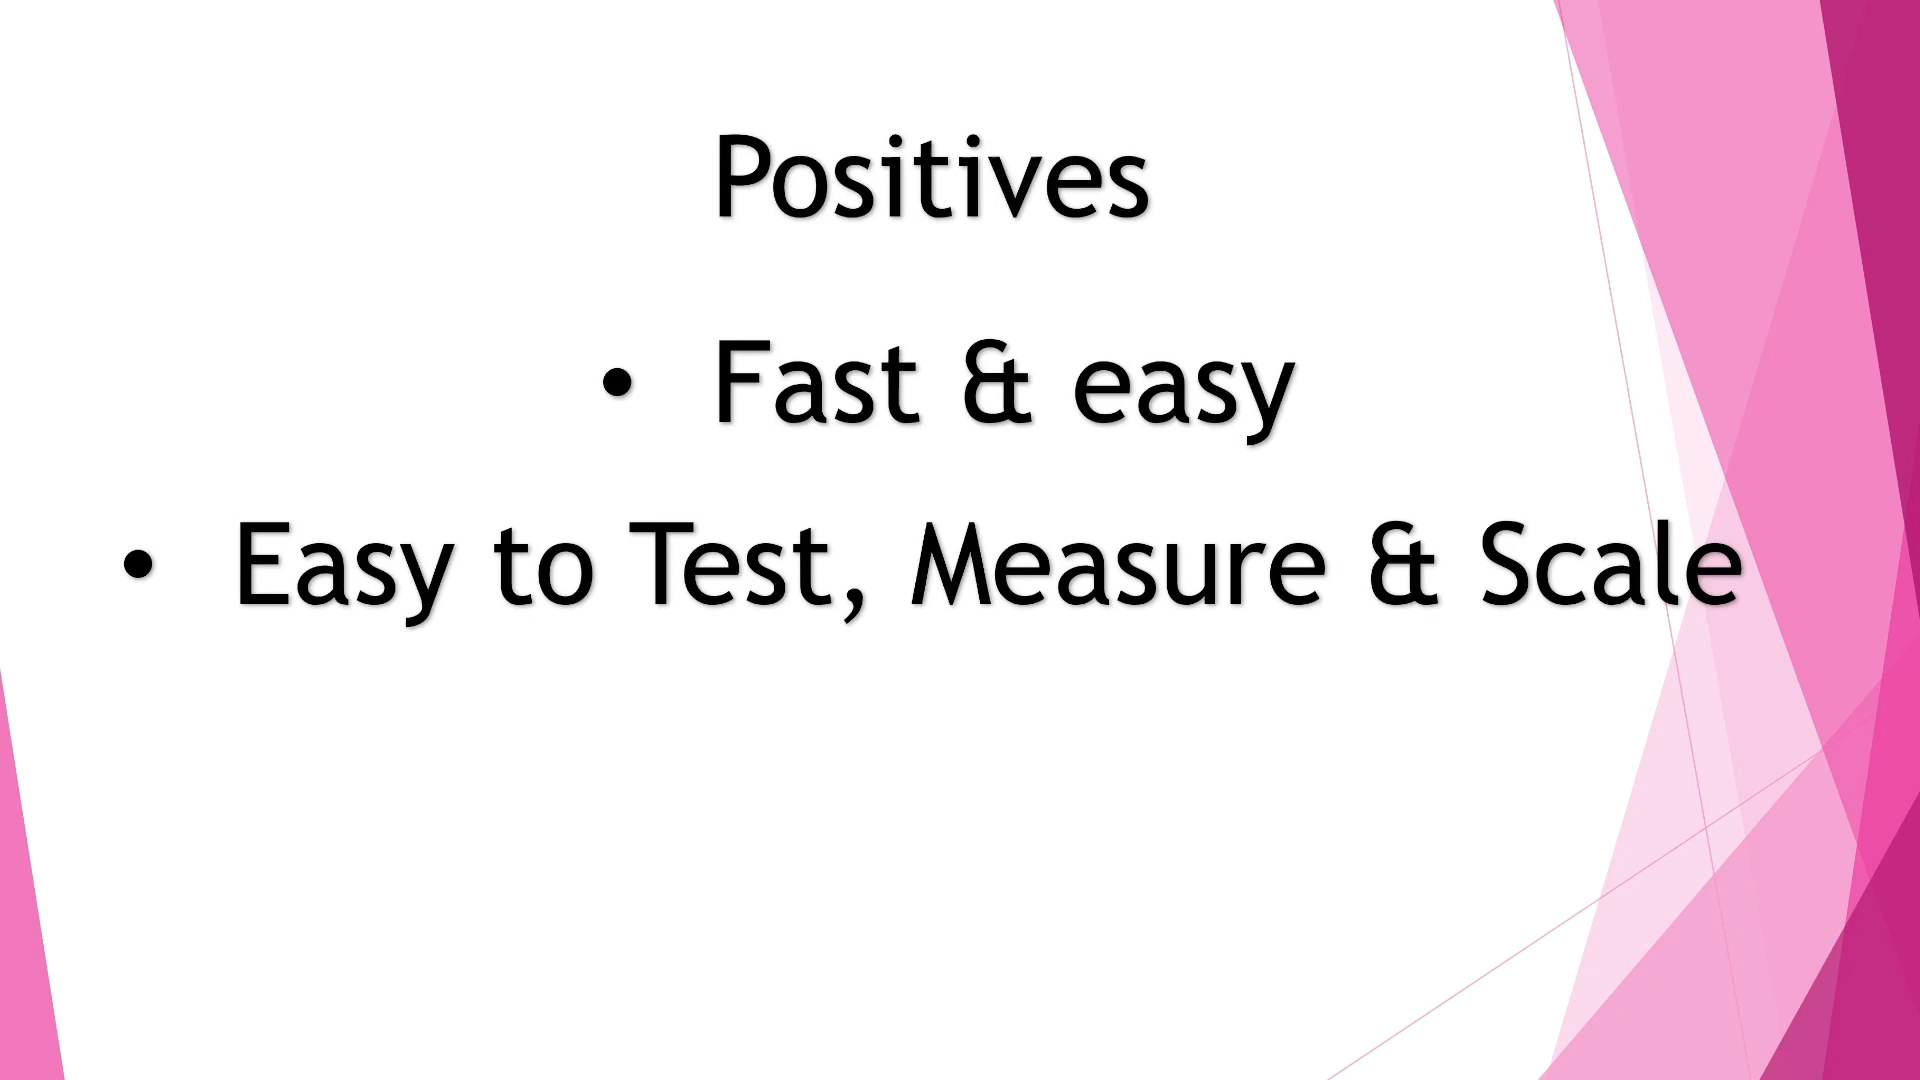 Positives
• Fast & easy
• Easy to Test, Measure & Scale